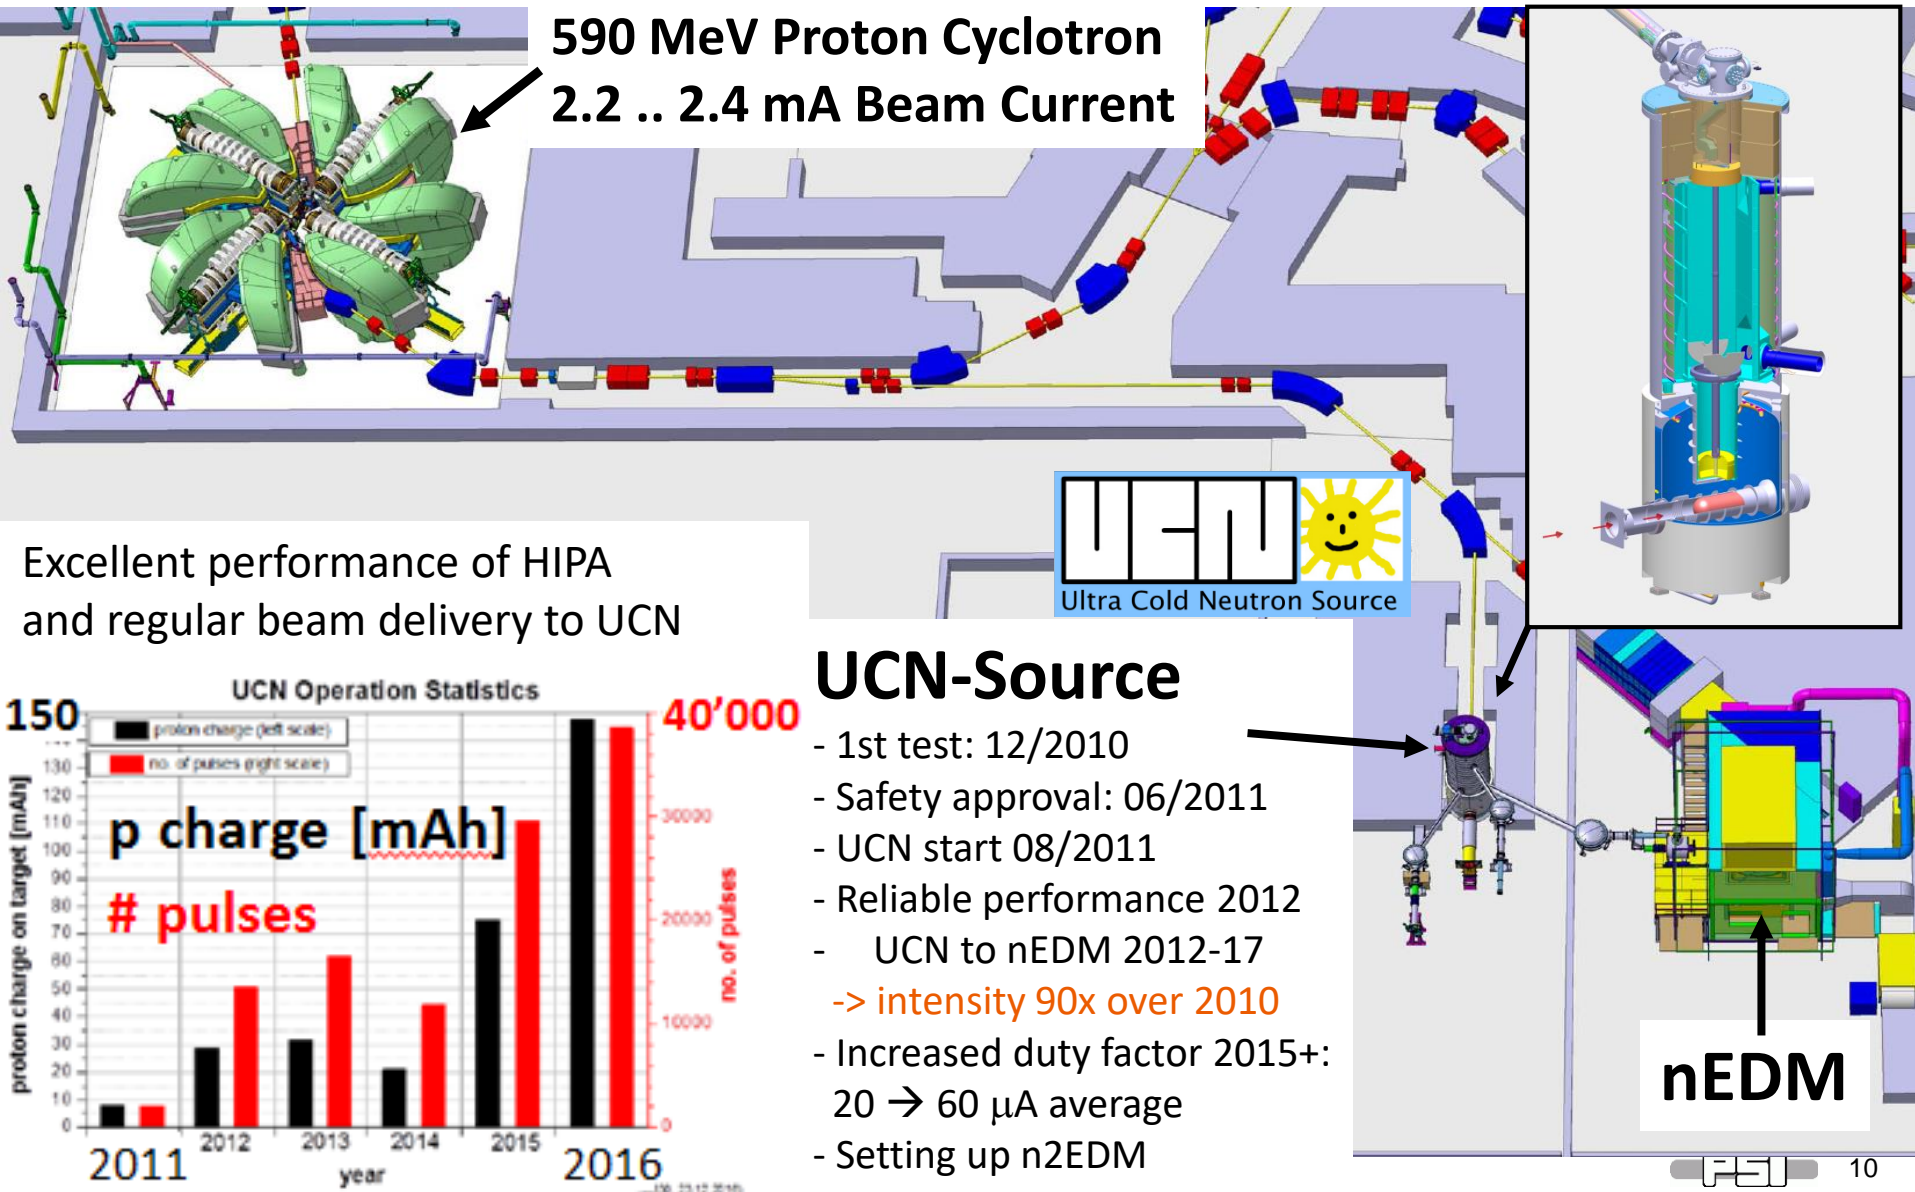 590 MeV Proton Cyclotron
2.2 .. 2.4 mA Beam Current
UCN
Ultra Cold Neutron Source
Excellent performance of HIPA
and regular beam delivery to UCN
UCN Operation Statistics
150
40’000
proton charge (left scale)
no. of pulses (right scale)
p charge [mAh]
# pulses
proton charge on target [mAh]
130
120
110
100
90
80
70
60
50
40
30
20
10
0
30000
20000
10000
0
no. of pulses
2011
2012
2013
2014
2015
2016
year
UCN-Source
- 1st test: 12/2010
- Safety approval: 06/2011
- UCN start 08/2011
- Reliable performance 2012
- UCN to nEDM 2012-17
-> intensity 90x over 2010
- Increased duty factor 2015+:
20 → 60 μA average
- Setting up n2EDM
nEDM
PSI
10